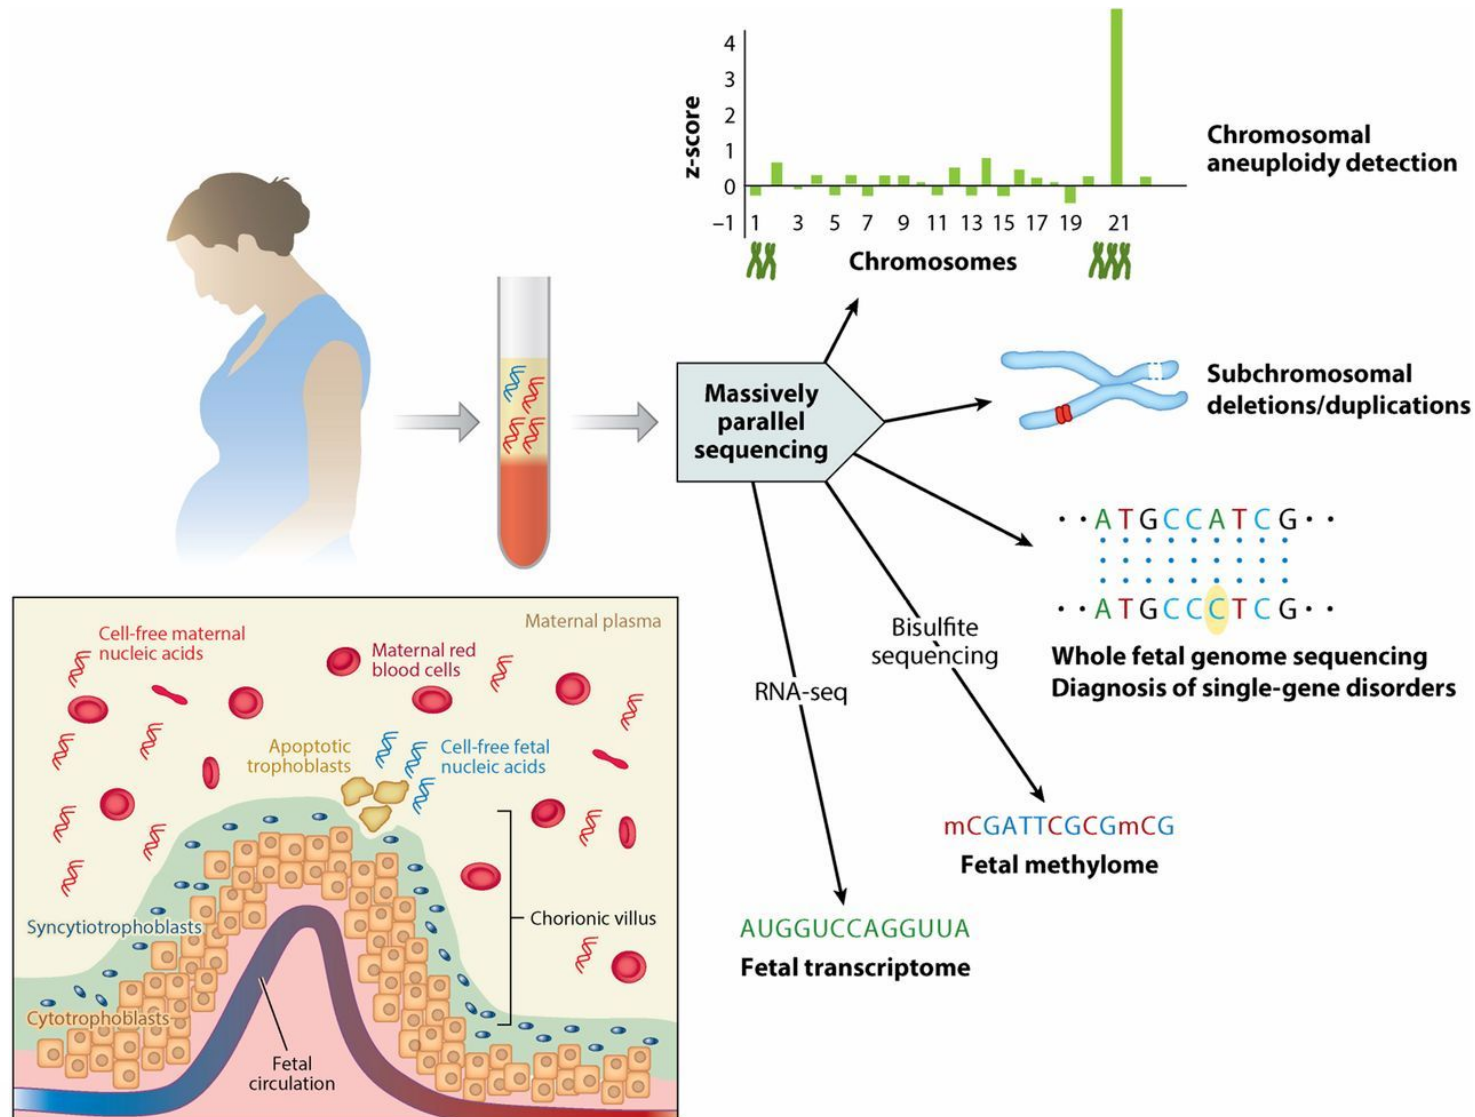 4
3
2
1
0
−1
z-score
1 3 5 7 9 11 13 15 17 19 21
Chromosomes
Chromosomal
aneuploidy detection
Massively
parallel
sequencing
Subchromosomal
deletions/duplications
· · A T G C C A T C G · ·
· · A T G C C C T C G · ·
Whole fetal genome sequencing
Diagnosis of single-gene disorders
Bisulfite
sequencing
RNA-seq
mCGATTCGCGmCG
Fetal methylome
AUGGUCCAGGUUA
Fetal transcriptome
Maternal plasma
Cell-free maternal
nucleic acids
Maternal red
blood cells
Apoptotic
trophoblasts
Cell-free fetal
nucleic acids
Syncytiotrophoblasts
Chorionic villus
Cytotrophoblasts
Fetal
circulation